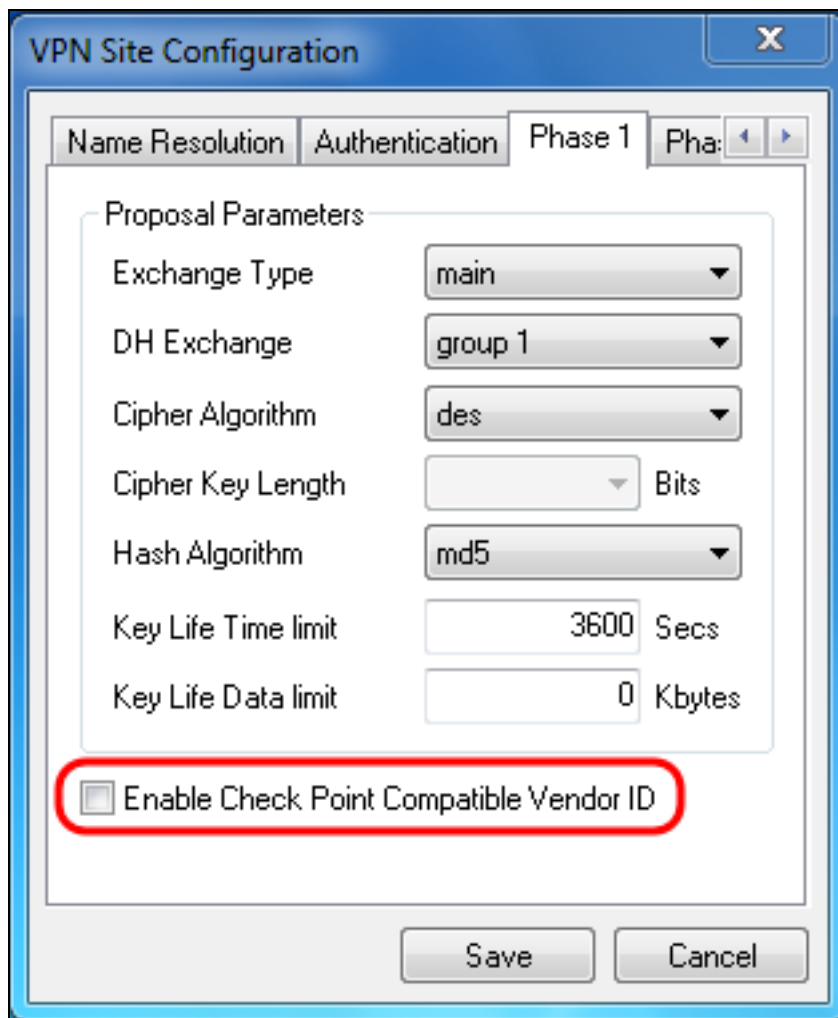 VPN Site Configuration
Name Resolution Authentication Phase 1 Pha:
Proposal Parameters
Exchange Type main
DH Exchange group 1
Cipher Algorithm des
Cipher Key Length Bits
Hash Algorithm md5
Key Life Time limit 3600 Secs
Key Life Data limit 0 Kbytes
Enable Check Point Compatible Vendor ID
Save Cancel